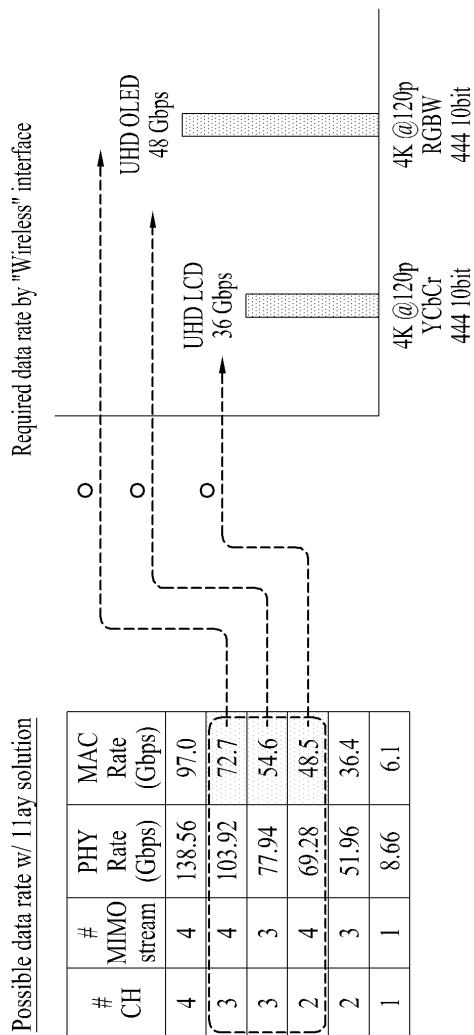 Possible data rate w/ 11ay solution
# CH | # MIMO stream | PHY Rate (Gbps) | MAC Rate (Gbps)
4 | 4 | 138.56 | 97.0
3 | 4 | 103.92 | 72.7
3 | 3 | 77.94 | 54.6
2 | 4 | 69.28 | 48.5
2 | 3 | 51.96 | 36.4
1 | 1 | 8.66 | 6.1
Required data rate by "Wireless" interface
UHD LCD
36 Gbps
UHD OLED
48 Gbps
4K @120p
YCbCr
444 10bit
4K @120p
RGBW
444 10bit